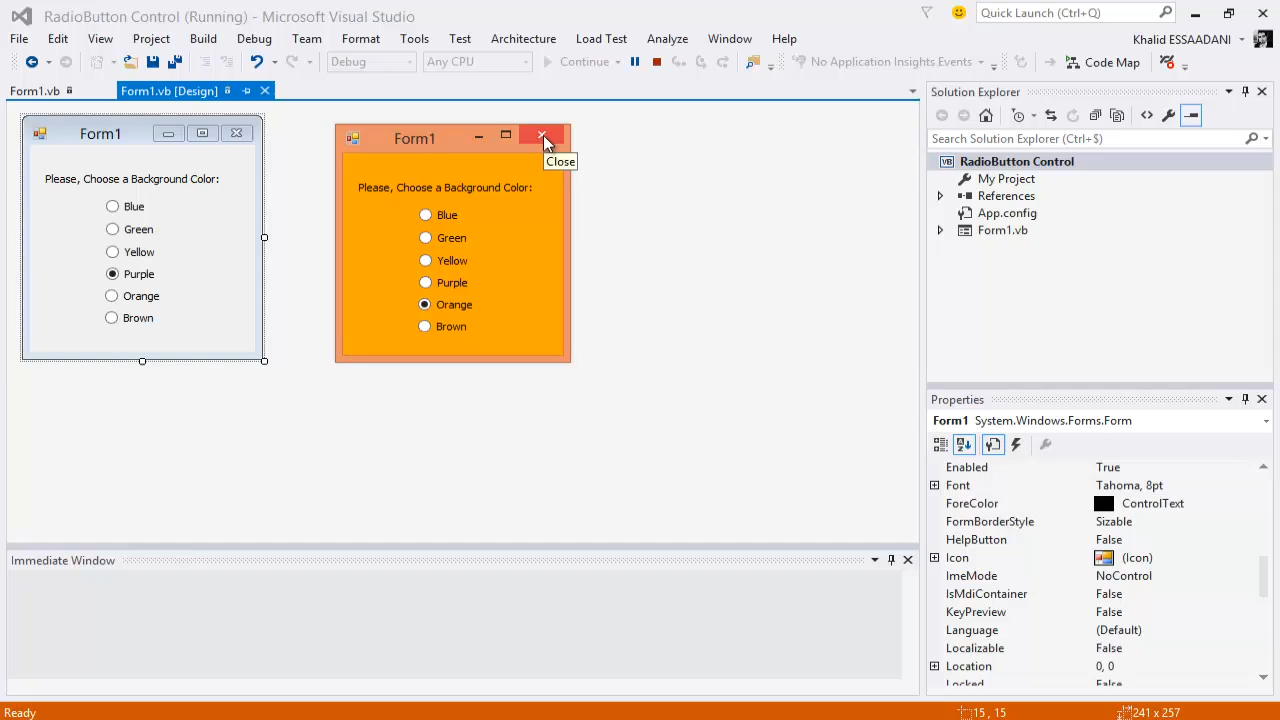 RadioButton Control (Running) - Microsoft Visual Studio
Quick Launch (Ctrl+Q)
File Edit View Project Build Debug Team Format Tools Test Architecture Load Test Analyze Window Help
Khalid ESSAADANI
Debug Any CPU Continue No Application Insights Events Code Map
Form1.vb Form1.vb [Design]
Form1
Please, Choose a Background Color:
Blue
Green
Yellow
Purple
Orange
Brown
Form1
Close
Please, Choose a Background Color:
Blue
Green
Yellow
Purple
Orange
Brown
Solution Explorer
Search Solution Explorer (Ctrl+$)
VB RadioButton Control
My Project
References
App.config
Form1.vb
Properties
Form1 System.Windows.Forms.Form
Enabled True
Font Tahoma, 8pt
ForeColor ControlText
FormBorderStyle Sizable
HelpButton False
Icon (Icon)
ImeMode NoControl
IsMdiContainer False
KeyPreview False
Language (Default)
Localizable False
Location 0, 0
Locked False
Immediate Window
Ready 15 , 15 241 x 257